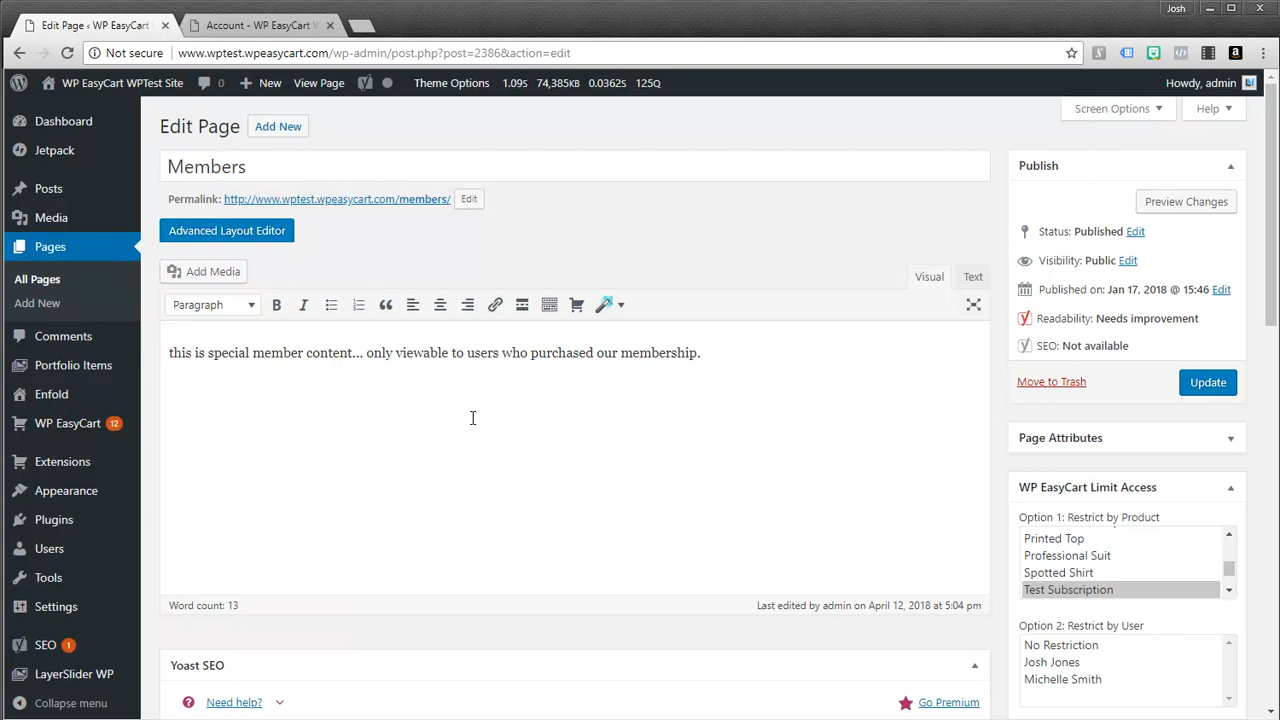 Josh
Edit Page ‹ WP EasyCart
Account - WP EasyCart W
Not secure
www.wptest.wpeasycart.com/wp-admin/post.php?post=2386&action=edit
WP EasyCart WPTest Site
0
New
View Page
Theme Options
1.09s
74,385kB
0.0362s
125Q
Howdy, admin
Dashboard
Jetpack
Posts
Media
Pages
All Pages
Add New
Comments
Portfolio Items
Enfold
WP EasyCart 12
Extensions
Appearance
Plugins
Users
Tools
Settings
SEO 1
LayerSlider WP
Collapse menu
Screen Options
Help
Edit Page
Add New
Members
Permalink: http://www.wptest.wpeasycart.com/members/ Edit
Advanced Layout Editor
Add Media
Visual
Text
Paragraph
B
I
this is special member content... only viewable to users who purchased our membership.
Word count: 13
Last edited by admin on April 12, 2018 at 5:04 pm
Yoast SEO
Need help?
Go Premium
Publish
Preview Changes
Status: Published Edit
Visibility: Public Edit
Published on: Jan 17, 2018 @ 15:46 Edit
Readability: Needs improvement
SEO: Not available
Move to Trash
Update
Page Attributes
WP EasyCart Limit Access
Option 1: Restrict by Product
Printed Top
Professional Suit
Spotted Shirt
Test Subscription
Option 2: Restrict by User
No Restriction
Josh Jones
Michelle Smith